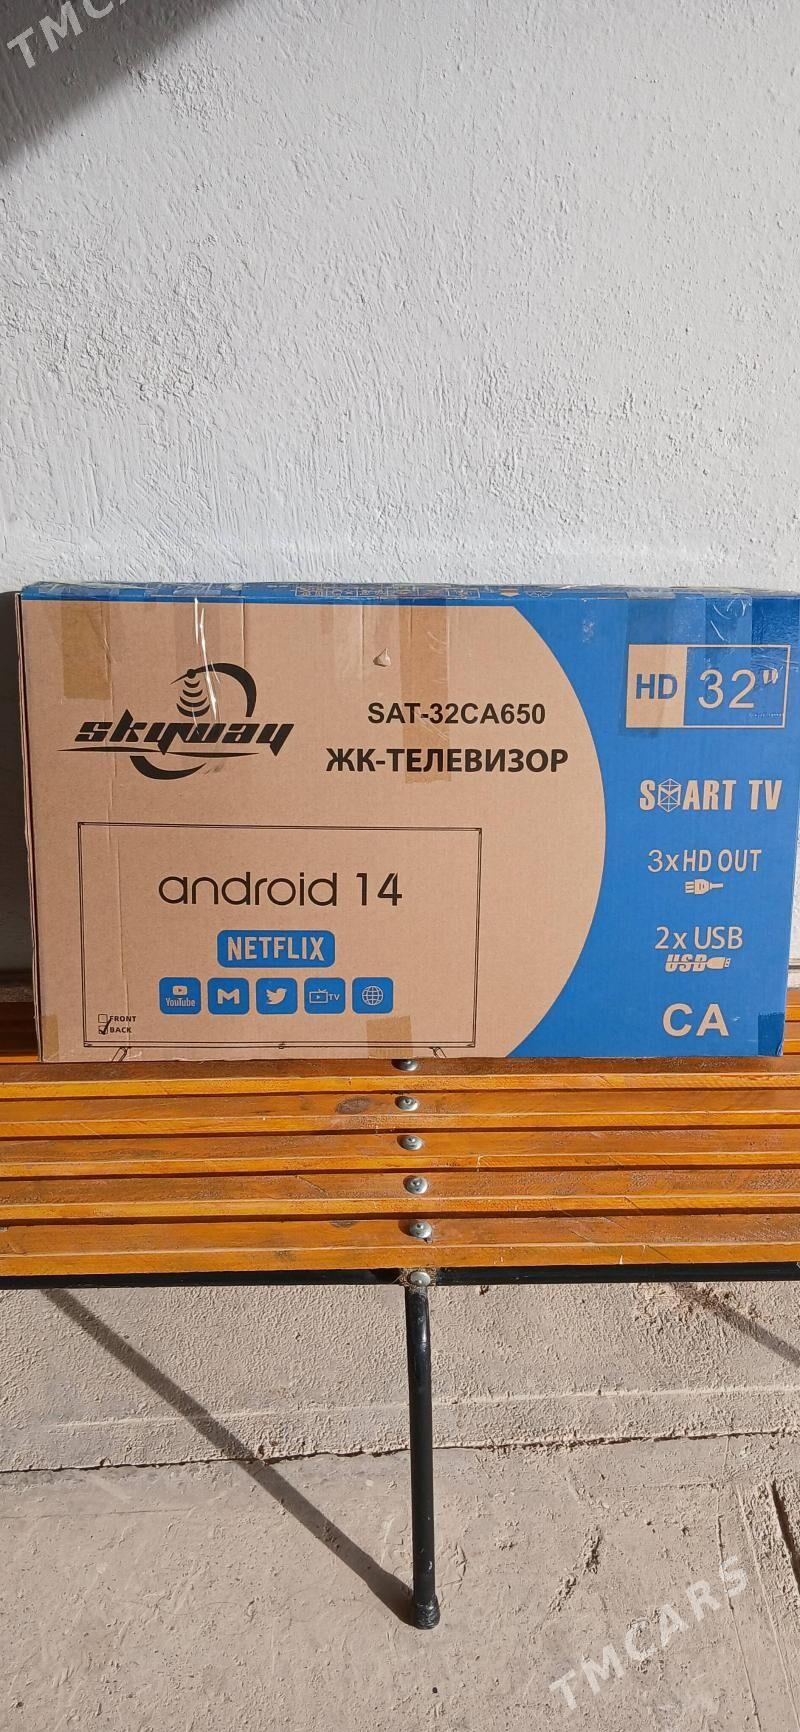 TMCARS
skyway
SAT-32CA650
ЖК-ТЕЛЕВИЗОР
HD 32"
SMART TV
3xHD OUT
2x USB
USB
CA
android 14
NETFLIX
YouTube
TV
FRONT
BACK
TMCARS